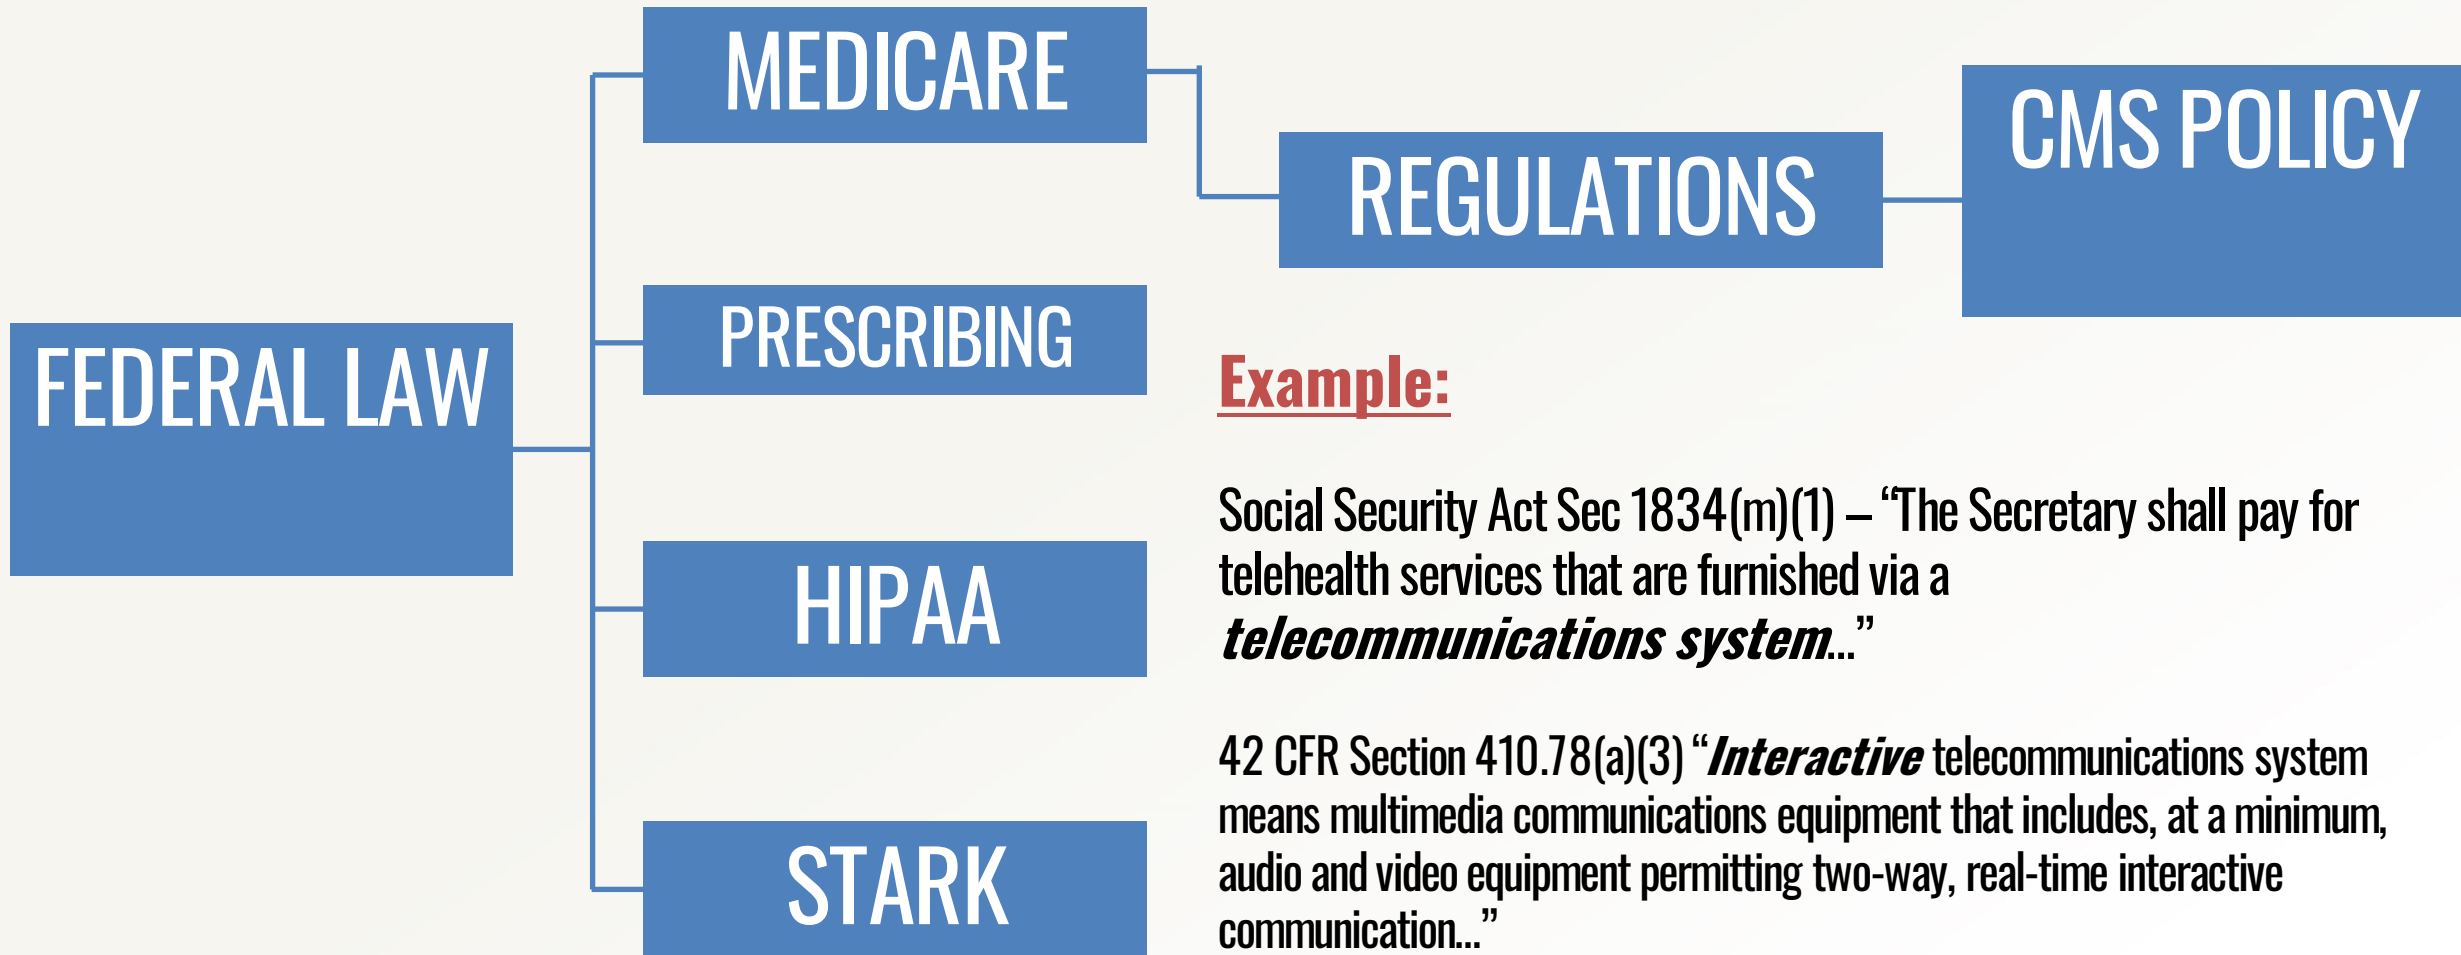 MEDICARE
CMS POLICY
REGULATIONS
PRESCRIBING
FEDERAL LAW
HIPAA
STARK
Example:
Social Security Act Sec 1834(m)(1) – “The Secretary shall pay for
telehealth services that are furnished via a
telecommunications system…”
42 CFR Section 410.78(a)(3) “Interactive telecommunications system
means multimedia communications equipment that includes, at a minimum,
audio and video equipment permitting two-way, real-time interactive
communication…”